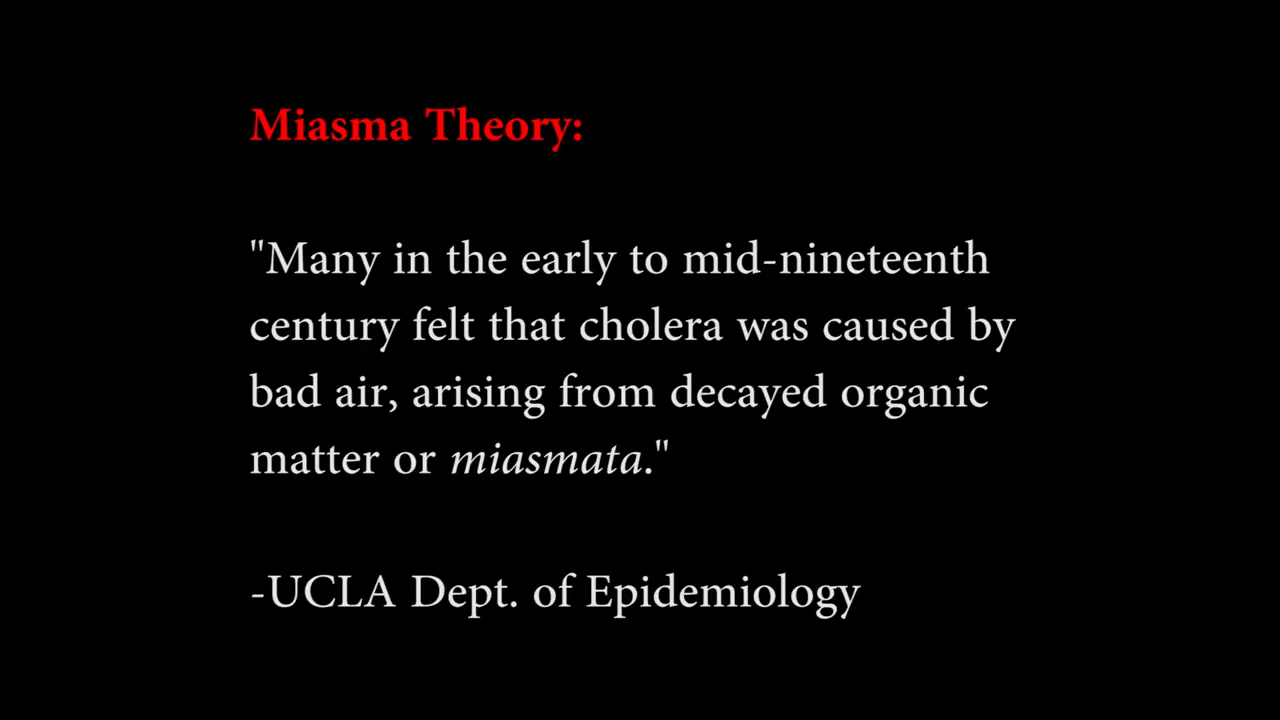 Miasma Theory:
"Many in the early to mid-nineteenth
century felt that cholera was caused by
bad air, arising from decayed organic
matter or miasmata."
-UCLA Dept. of Epidemiology